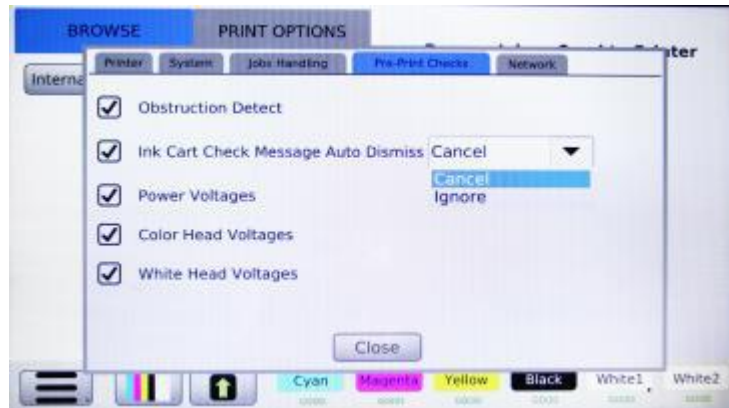 BROWSE PRINT OPTIONS
Printer System Jobs Handling Pre-Print Checks Network
Interna
Obstruction Detect
Ink Cart Check Message Auto Dismiss Cancel
Cancel
Ignore
Power Voltages
Color Head Voltages
White Head Voltages
Close
Cyan Magenta Yellow Black White1 White2